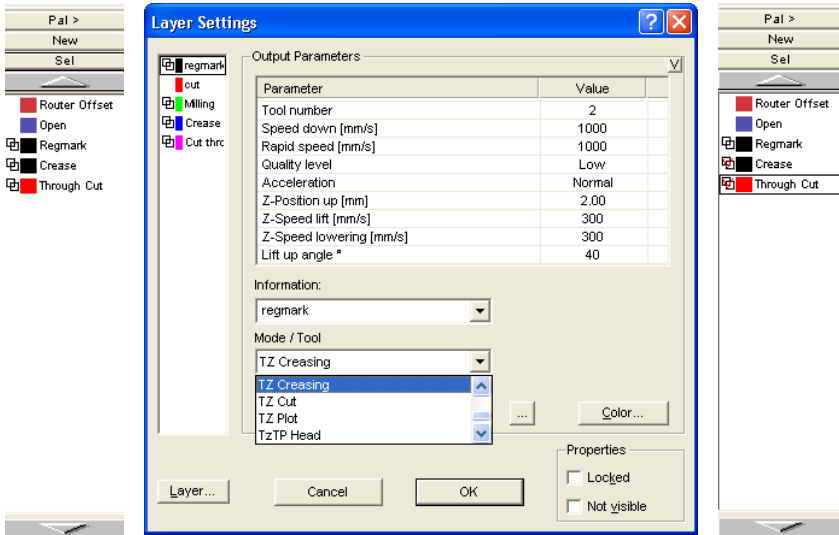 Pal >
New
Sel
Router Offset
Open
Regmark
Crease
Through Cut
Layer Settings
regmark
cut
Milling
Crease
Cut thrc
Output Parameters
V
Parameter Value
Tool number 2
Speed down [mm/s] 1000
Rapid speed [mm/s] 1000
Quality level Low
Acceleration Normal
Z-Position up [mm] 2.00
Z-Speed lift [mm/s] 300
Z-Speed lowering [mm/s] 300
Lift up angle ° 40
Information:
regmark
Mode / Tool
TZ Creasing
TZ Creasing
TZ Cut
TZ Plot
TzTP Head
...
Color...
Properties
Locked
Not visible
Layer...
Cancel
OK
Pal >
New
Sel
Router Offset
Open
Regmark
Crease
Through Cut